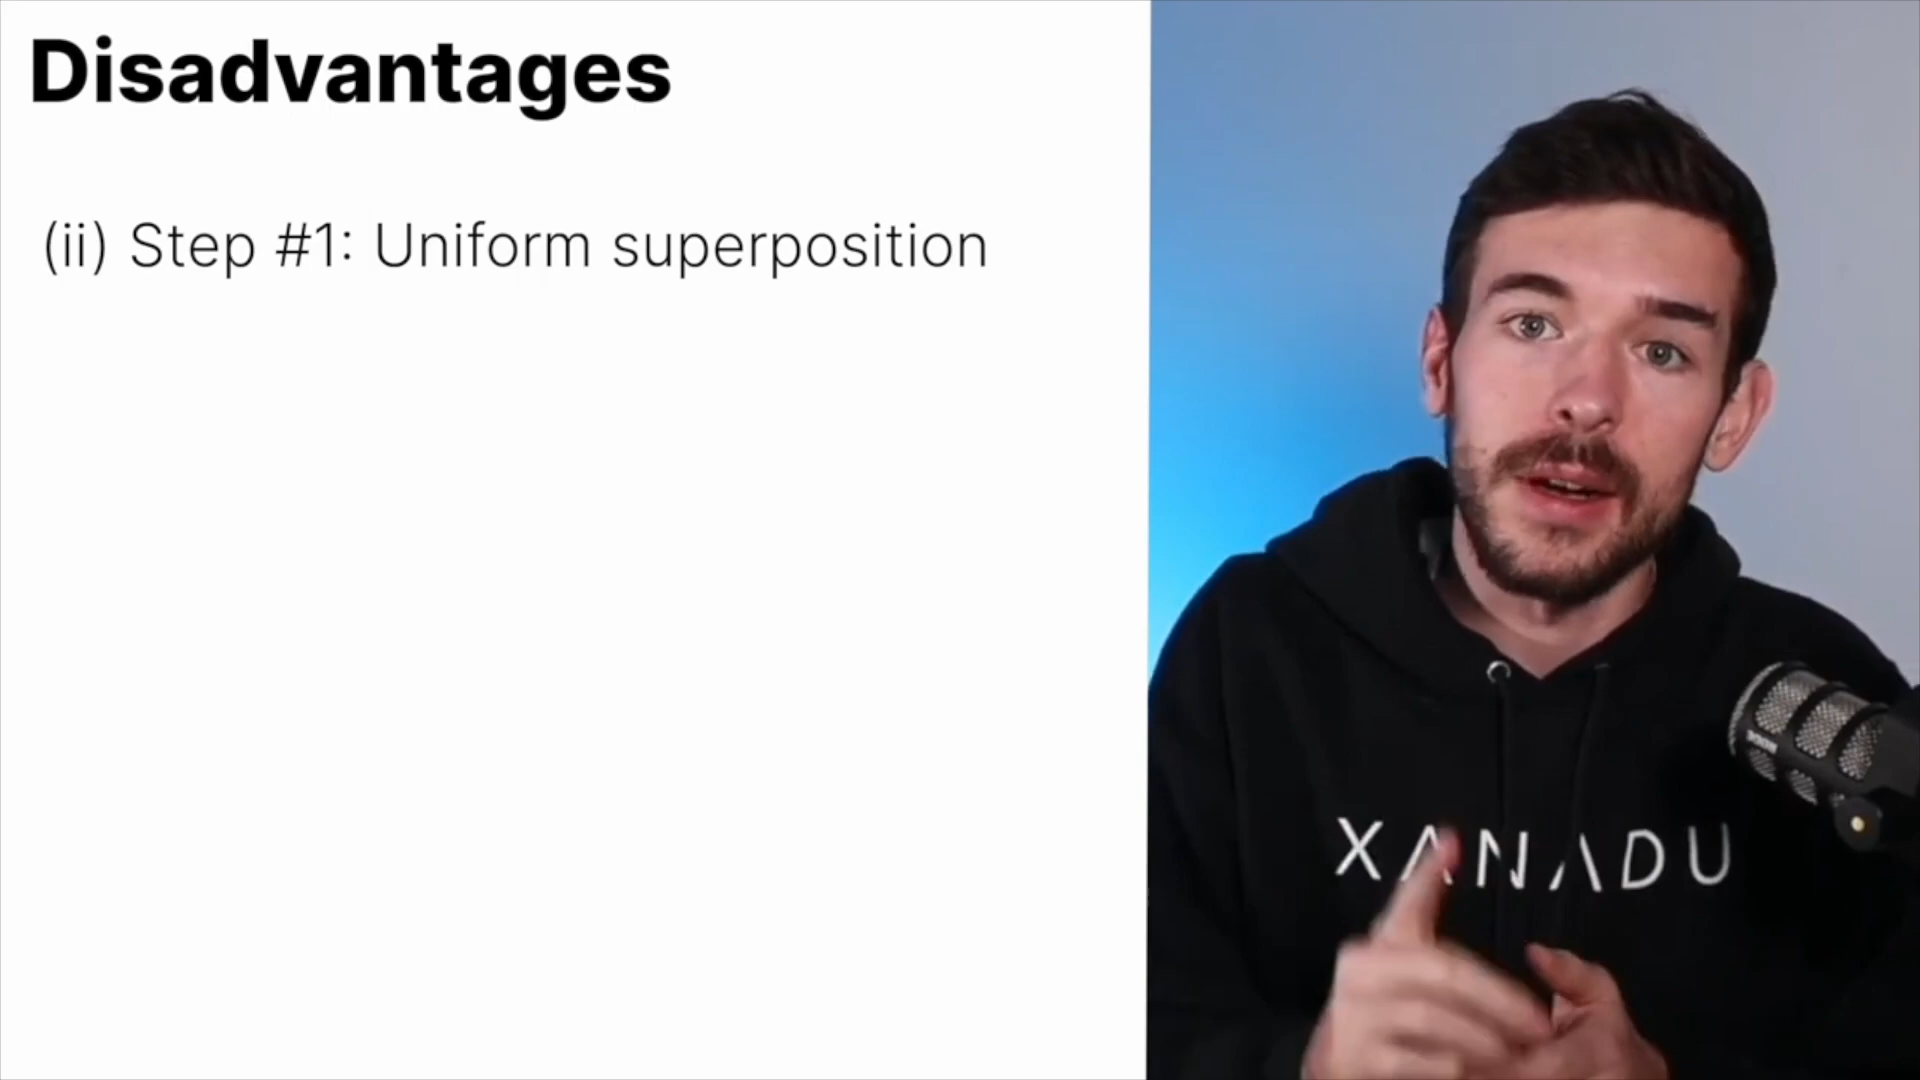 Disadvantages
(ii) Step #1: Uniform superposition
XANADU